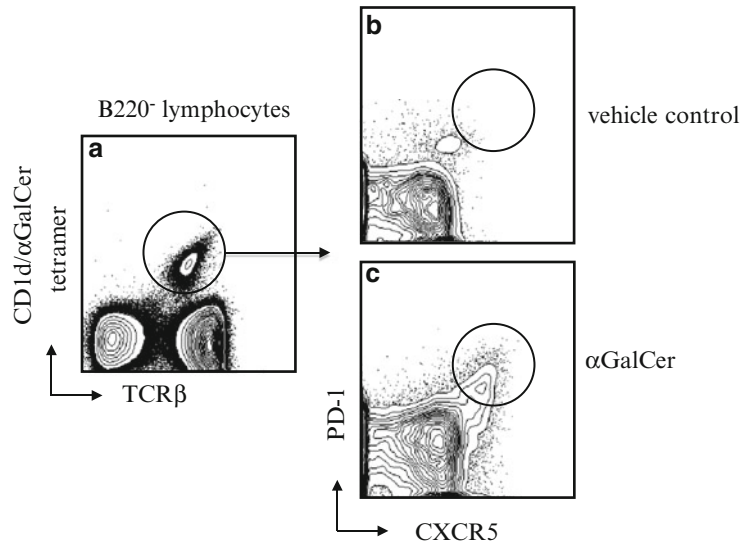 B220⁻ lymphocytes
a
CD1d/αGalCer
tetramer
TCRβ
b
vehicle control
c
αGalCer
PD-1
CXCR5